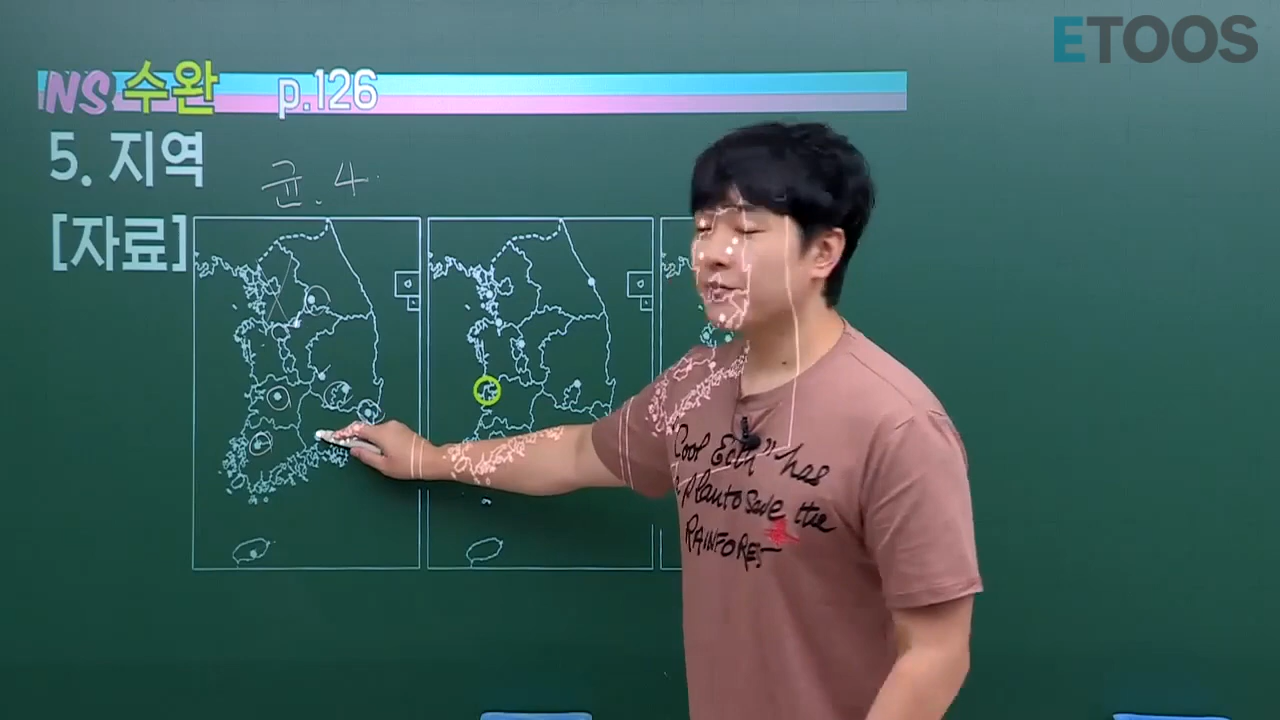 ETOOS
NS 수완 p.126
5. 지역
균. 4
[자료]
"Cool Earth" has
a plan to save the
RAINFOREST